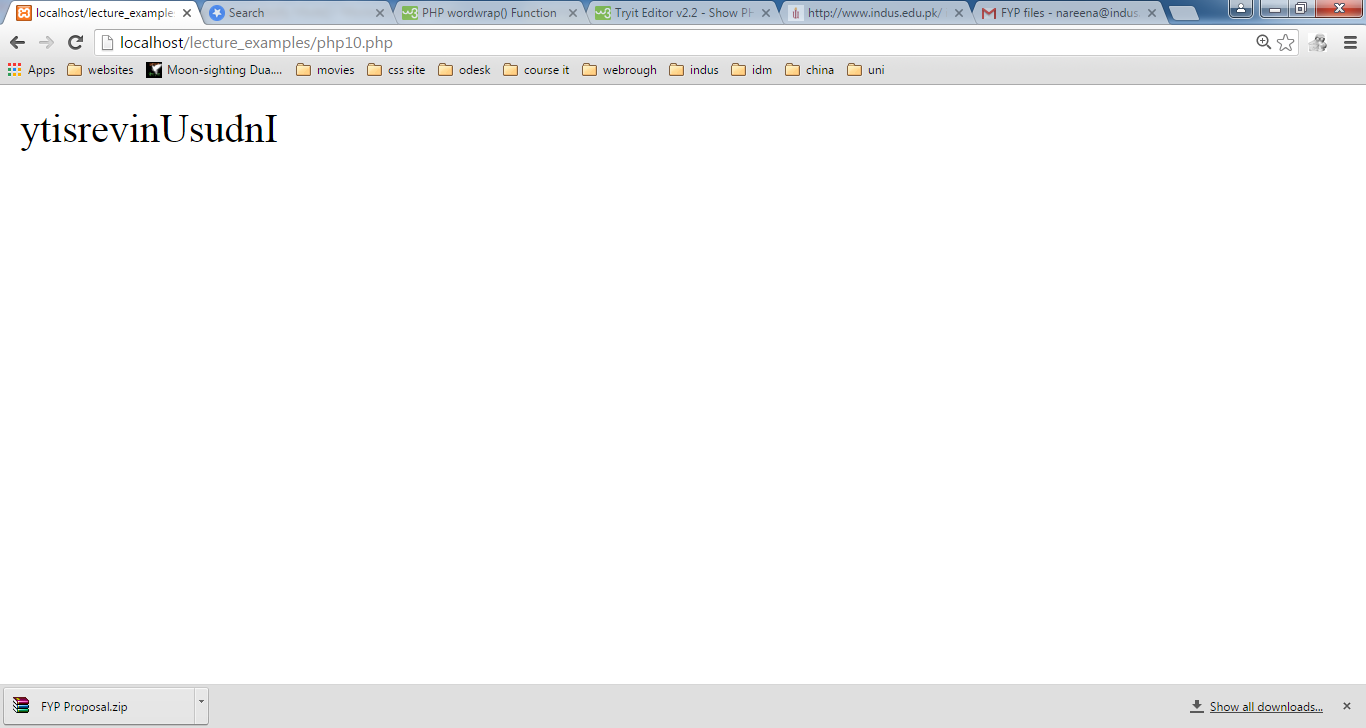 localhost/lecture_example Search PHP wordwrap() Function Tryit Editor v2.2 - Show PH http://www.indus.edu.pk/ FYP files - nareena@indus.
localhost/lecture_examples/php10.php
Apps websites Moon-sighting Dua.... movies css site odesk course it webrough indus idm china uni
ytisrevinUsudnI
FYP Proposal.zip Show all downloads...